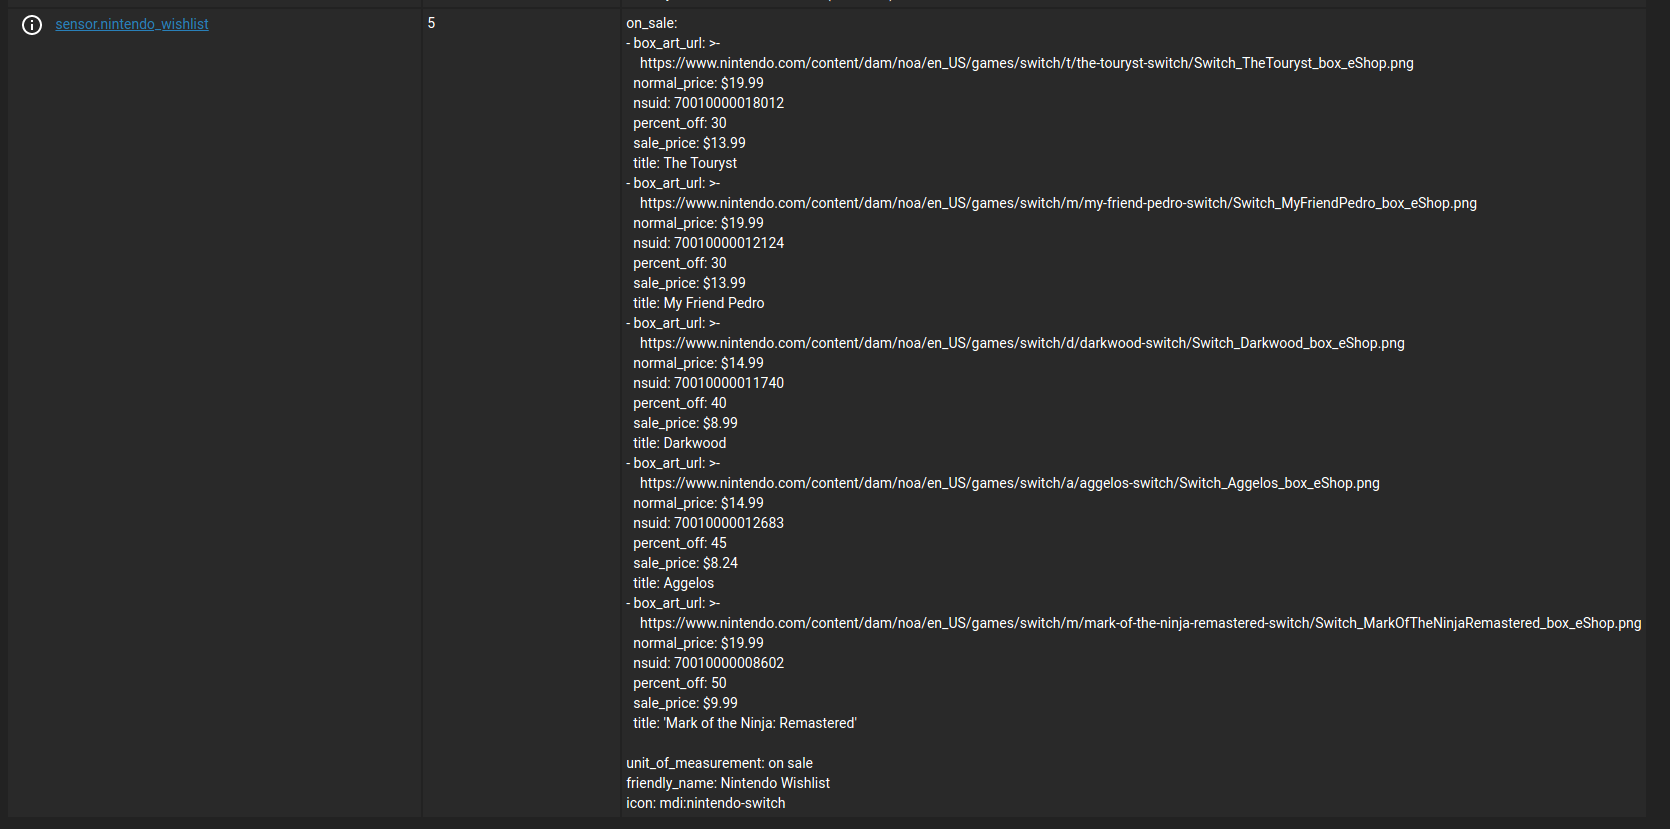 sensor.nintendo_wishlist
5
on_sale:
- box_art_url: >-
https://www.nintendo.com/content/dam/noa/en_US/games/switch/t/the-touryst-switch/Switch_TheTouryst_box_eShop.png
normal_price: $19.99
nsuid: 70010000018012
percent_off: 30
sale_price: $13.99
title: The Touryst
- box_art_url: >-
https://www.nintendo.com/content/dam/noa/en_US/games/switch/m/my-friend-pedro-switch/Switch_MyFriendPedro_box_eShop.png
normal_price: $19.99
nsuid: 70010000012124
percent_off: 30
sale_price: $13.99
title: My Friend Pedro
- box_art_url: >-
https://www.nintendo.com/content/dam/noa/en_US/games/switch/d/darkwood-switch/Switch_Darkwood_box_eShop.png
normal_price: $14.99
nsuid: 70010000011740
percent_off: 40
sale_price: $8.99
title: Darkwood
- box_art_url: >-
https://www.nintendo.com/content/dam/noa/en_US/games/switch/a/aggelos-switch/Switch_Aggelos_box_eShop.png
normal_price: $14.99
nsuid: 70010000012683
percent_off: 45
sale_price: $8.24
title: Aggelos
- box_art_url: >-
https://www.nintendo.com/content/dam/noa/en_US/games/switch/m/mark-of-the-ninja-remastered-switch/Switch_MarkOfTheNinjaRemastered_box_eShop.png
normal_price: $19.99
nsuid: 70010000008602
percent_off: 50
sale_price: $9.99
title: 'Mark of the Ninja: Remastered'
unit_of_measurement: on sale
friendly_name: Nintendo Wishlist
icon: mdi:nintendo-switch